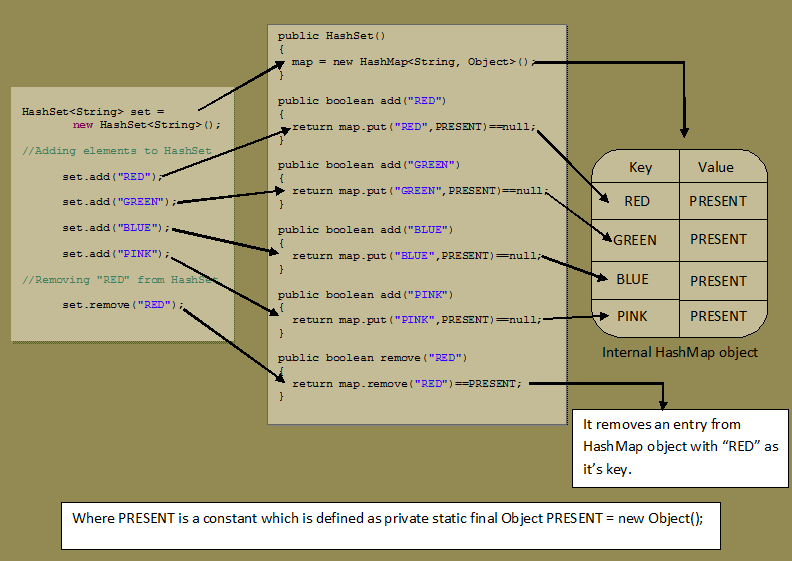 HashSet<String> set =
new HashSet<String>();
//Adding elements to HashSet
set.add("RED");
set.add("GREEN");
set.add("BLUE");
set.add("PINK");
//Removing "RED" from HashSet
set.remove("RED");
public HashSet()
{
map = new HashMap<String, Object>();
}
public boolean add("RED")
{
return map.put("RED",PRESENT)==null;
}
public boolean add("GREEN")
{
return map.put("GREEN",PRESENT)==null;
}
public boolean add("BLUE")
{
return map.put("BLUE",PRESENT)==null;
}
public boolean add("PINK")
{
return map.put("PINK",PRESENT)==null;
}
public boolean remove("RED")
{
return map.remove("RED")==PRESENT;
}
Key Value
RED PRESENT
GREEN PRESENT
BLUE PRESENT
PINK PRESENT
Internal HashMap object
It removes an entry from
HashMap object with “RED” as
it’s key.
Where PRESENT is a constant which is defined as private static final Object PRESENT = new Object();